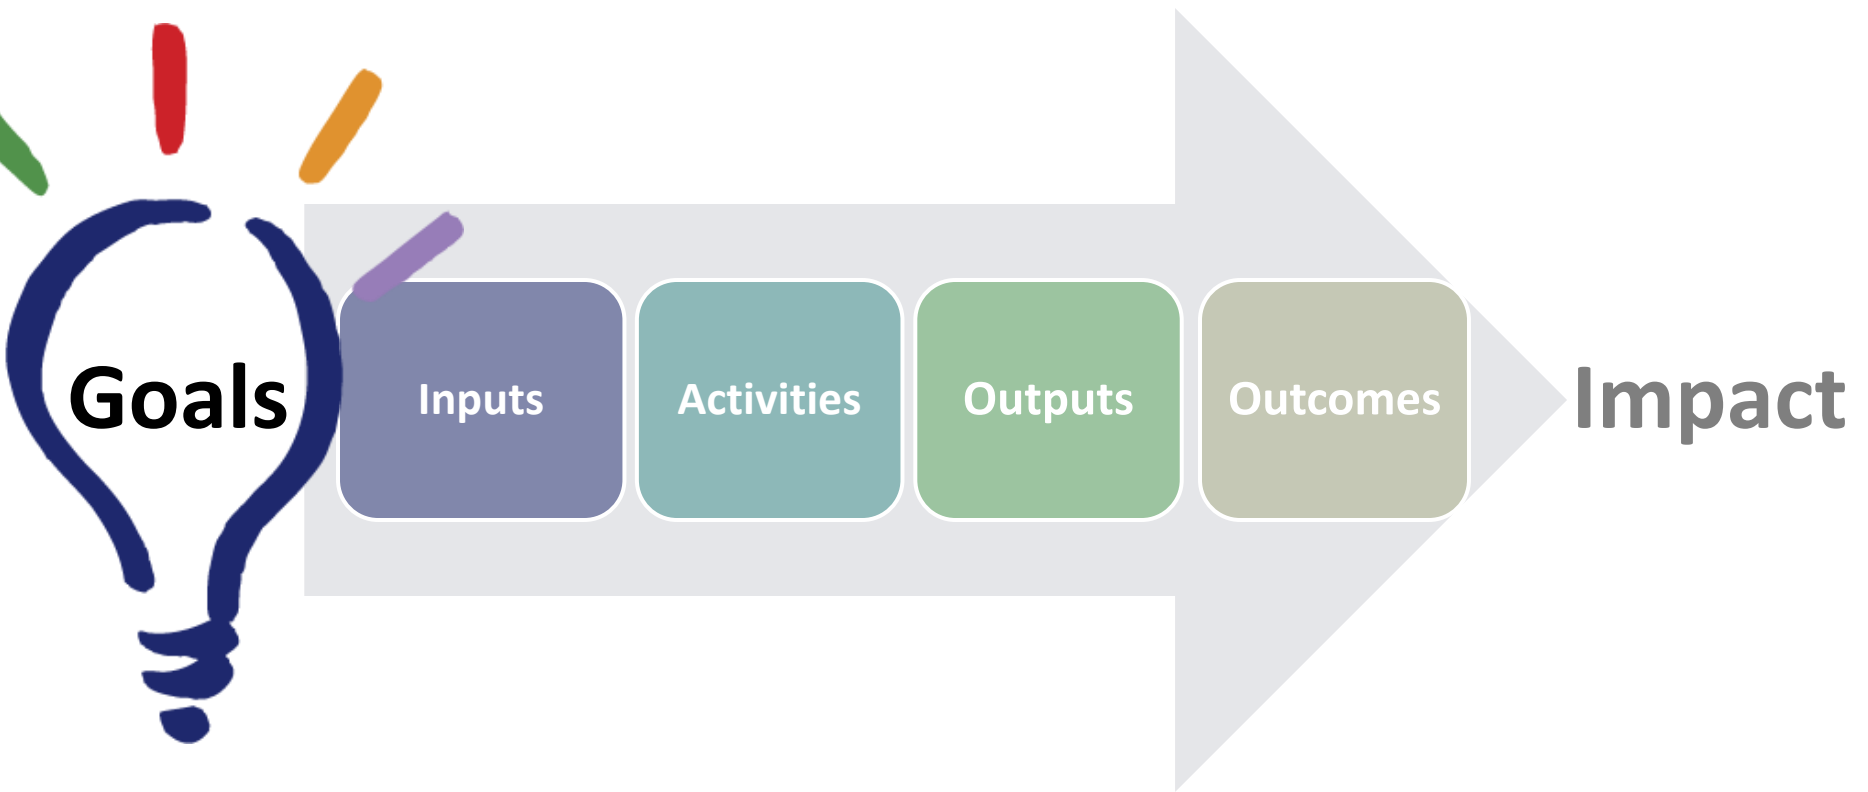 Goals
Inputs
Activities
Outputs
Outcomes
Impact